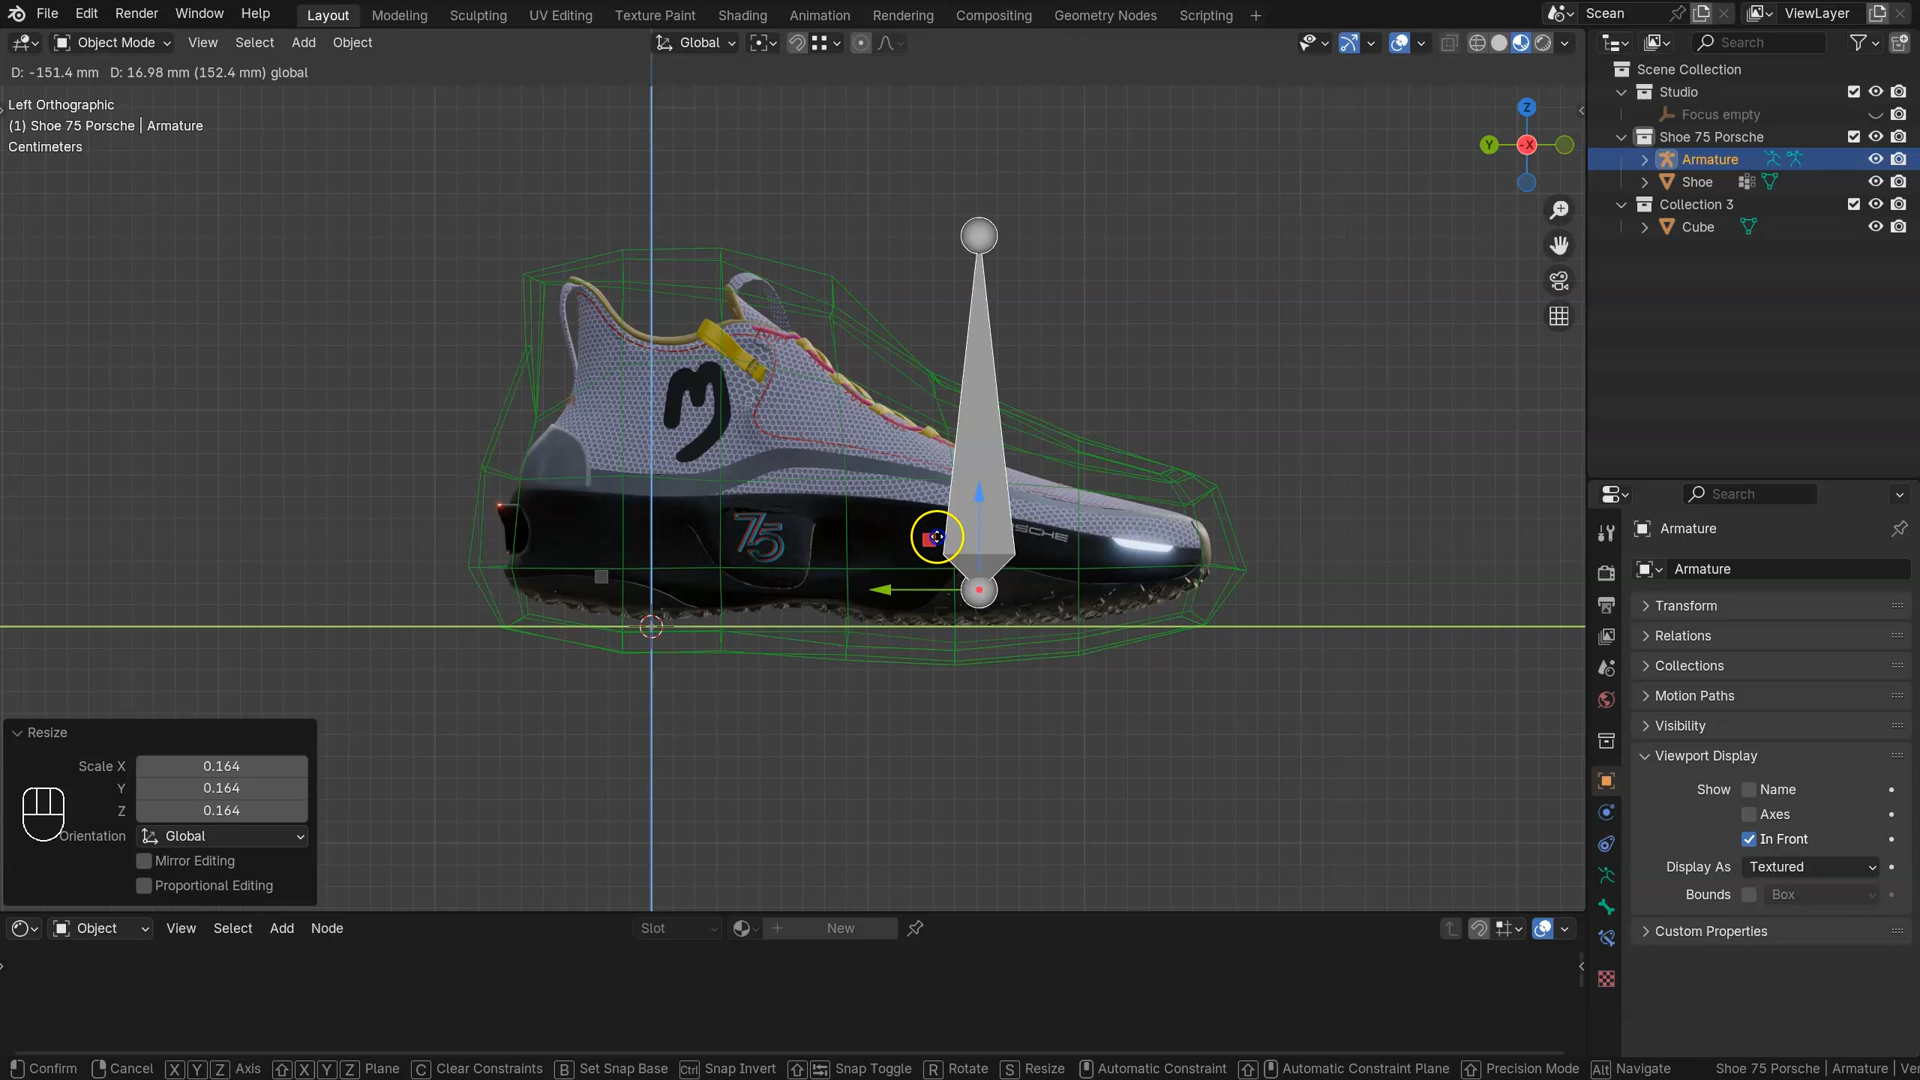 File Edit Render Window Help Layout Modeling Sculpting UV Editing Texture Paint Shading Animation Rendering Compositing Geometry Nodes Scripting + Scean ViewLayer
Object Mode View Select Add Object Global Search
D: -151.4 mm D: 16.98 mm (152.4 mm) global
Left Orthographic
(1) Shoe 75 Porsche | Armature
Centimeters
Z
Y
-X
Scene Collection
Studio
Focus empty
Shoe 75 Porsche
Armature
Shoe
Collection 3
Cube
75
SCHE
Search
Armature
Armature
Transform
Relations
Collections
Motion Paths
Visibility
Viewport Display
Show Name
Axes
In Front
Display As Textured
Bounds Box
Custom Properties
Resize
Scale X 0.164
Y 0.164
Z 0.164
Orientation Global
Mirror Editing
Proportional Editing
Object View Select Add Node Slot New
Confirm Cancel X Y Z Axis X Y Z Plane C Clear Constraints B Set Snap Base Ctrl Snap Invert Snap Toggle R Rotate S Resize Automatic Constraint Automatic Constraint Plane Precision Mode Alt Navigate Shoe 75 Porsche | Armature | Ver